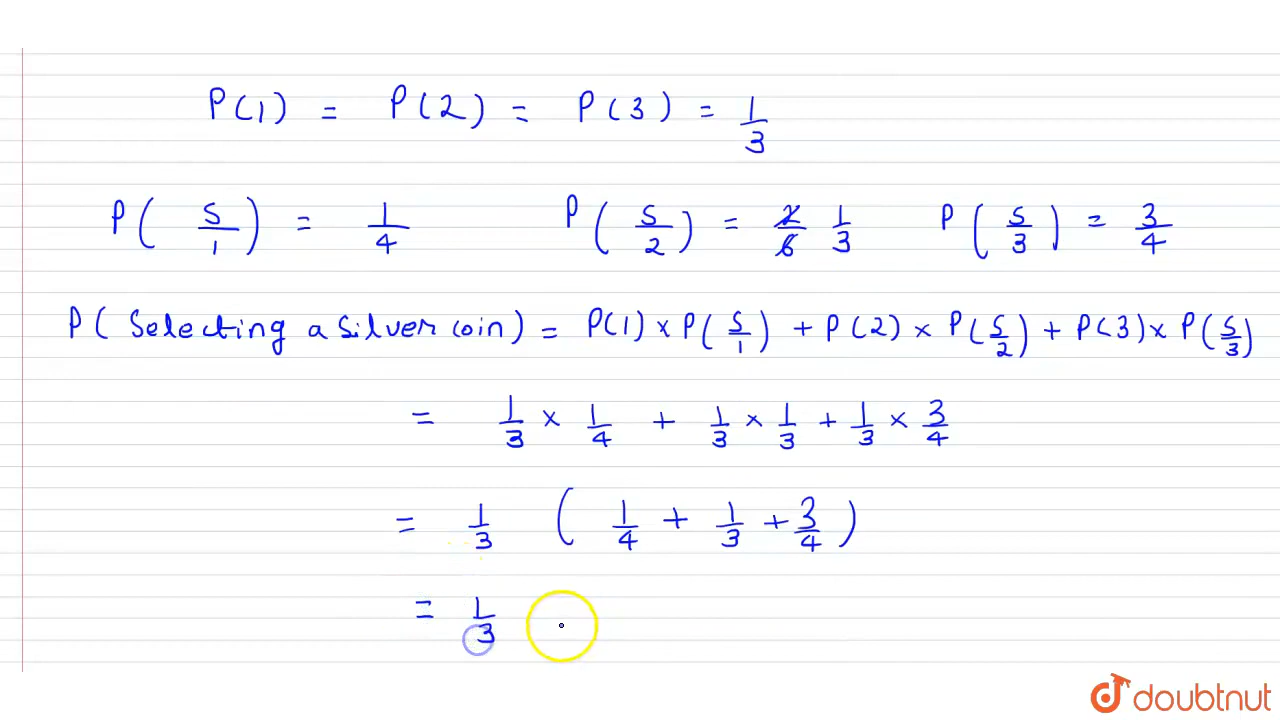 P(1) = P(2) = P(3) = 1/3
P(S/1) = 1/4 P(S/2) = 2/6 1/3 P(S/3) = 3/4
P( Selecting a silver coin) = P(1) × P(S/1) + P(2) × P(S/2) + P(3) × P(S/3)
= 1/3 × 1/4 + 1/3 × 1/3 + 1/3 × 3/4
= 1/3 ( 1/4 + 1/3 + 3/4 )
= 1/3
doubtnut